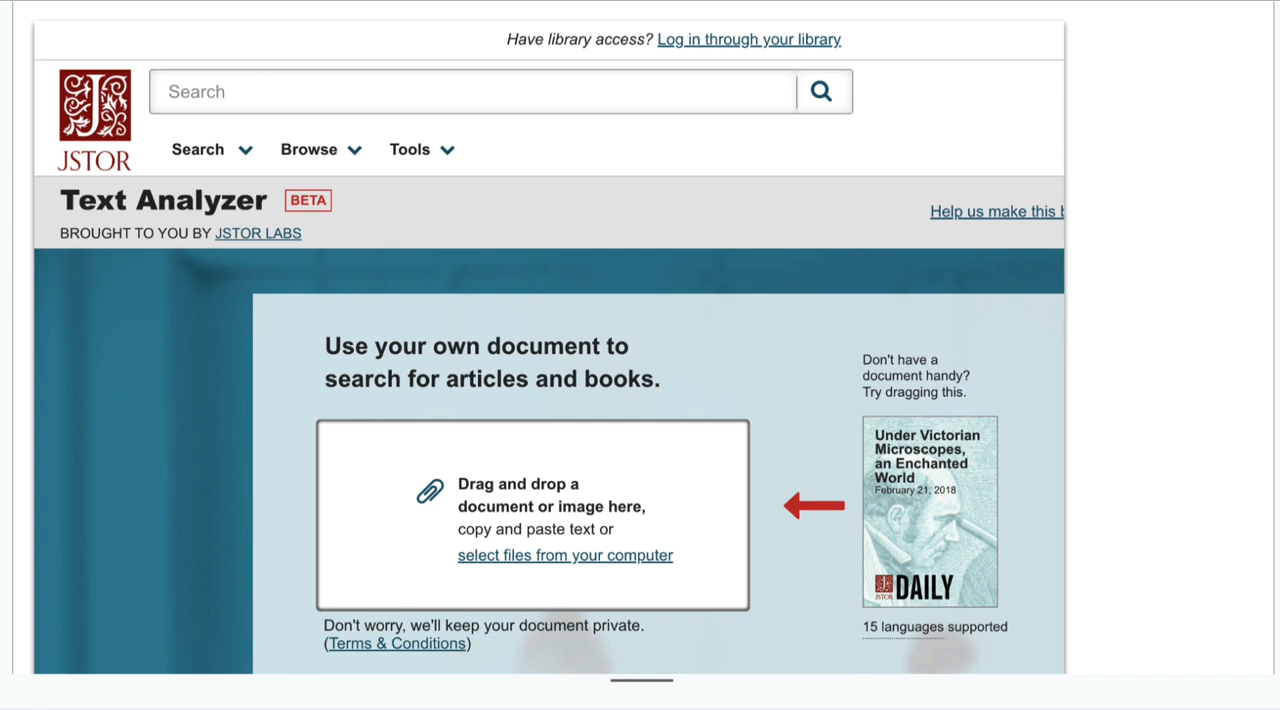 Have library access? Log in through your library
Search
JSTOR
Search
Browse
Tools
Text Analyzer
BETA
Help us make this
BROUGHT TO YOU BY JSTOR LABS
Use your own document to
search for articles and books.
Drag and drop a
document or image here,
copy and paste text or
select files from your computer
Don't worry, we'll keep your document private.
(Terms & Conditions)
Don't have a
document handy?
Try dragging this.
Under Victorian
Microscopes,
an Enchanted
World
February 21, 2018
JSTOR DAILY
15 languages supported